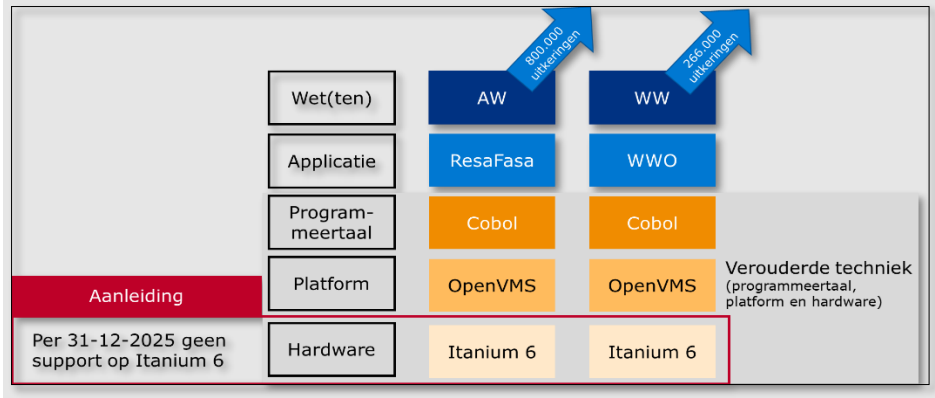 800.000
uitkeringen
266.000
uitkeringen
Wet(ten)
AW
WW
Applicatie
ResaFasa
WWO
Program-
meertaal
Cobol
Cobol
Platform
OpenVMS
OpenVMS
Verouderde techniek
(programmeertaal,
platform en hardware)
Aanleiding
Per 31-12-2025 geen
support op Itanium 6
Hardware
Itanium 6
Itanium 6